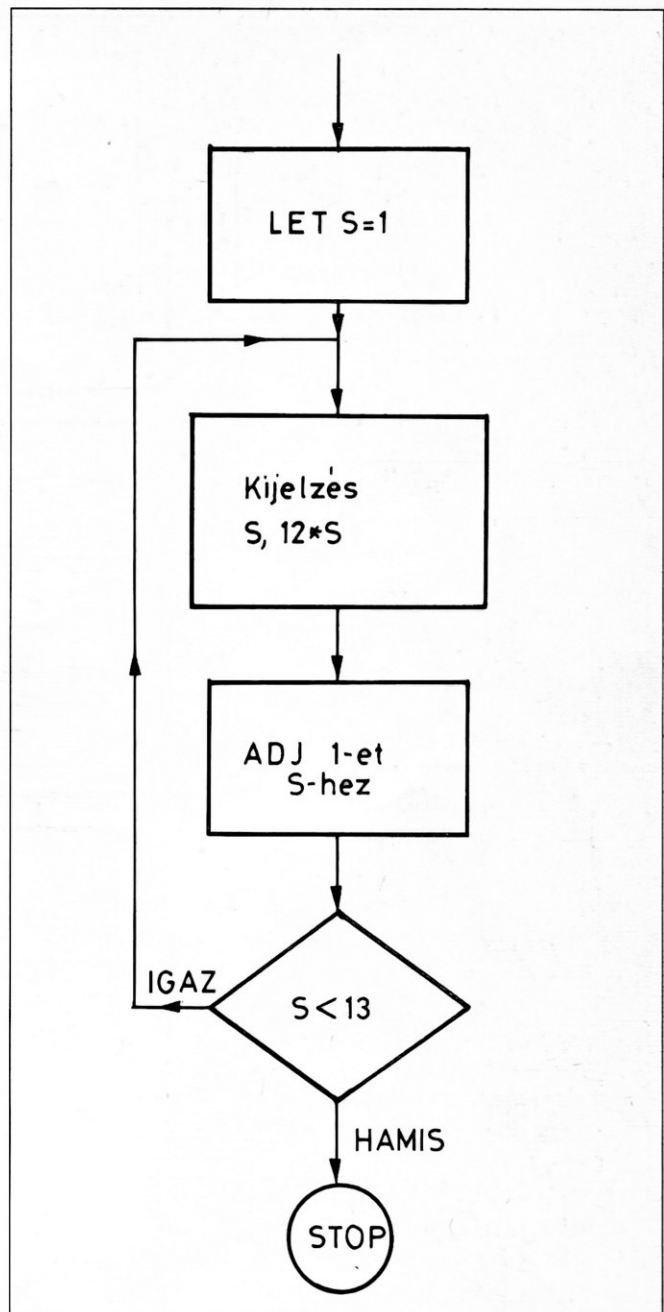 LET S=1
Kijelzés
S, 12*S
ADJ 1-et
S-hez
S<13
IGAZ
HAMIS
STOP